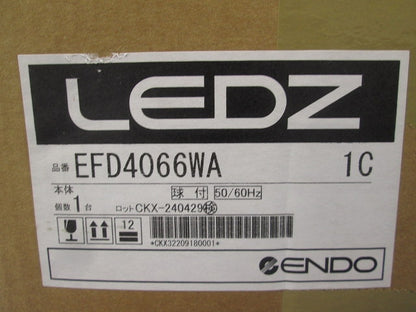 LEDZ
品番 EFD4066WA 1C
本体 球付 50/60Hz
個数 1台 ロット CKX-240429
12
*CKX32209180001*
ENDO